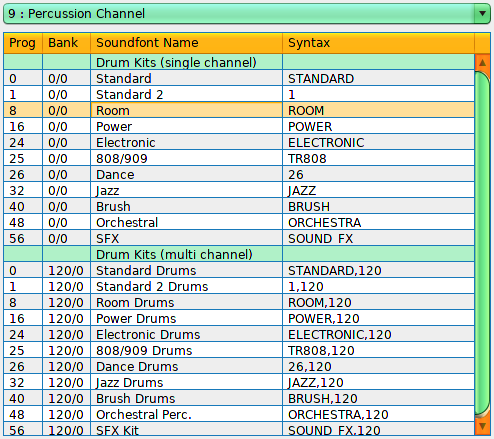 9 : Percussion Channel
Prog Bank Soundfont Name Syntax
Drum Kits (single channel)
0 0/0 Standard STANDARD
1 0/0 Standard 2 1
8 0/0 Room ROOM
16 0/0 Power POWER
24 0/0 Electronic ELECTRONIC
25 0/0 808/909 TR808
26 0/0 Dance 26
32 0/0 Jazz JAZZ
40 0/0 Brush BRUSH
48 0/0 Orchestral ORCHESTRA
56 0/0 SFX SOUND_FX
Drum Kits (multi channel)
0 120/0 Standard Drums STANDARD,120
1 120/0 Standard 2 Drums 1,120
8 120/0 Room Drums ROOM,120
16 120/0 Power Drums POWER,120
24 120/0 Electronic Drums ELECTRONIC,120
25 120/0 808/909 Drums TR808,120
26 120/0 Dance Drums 26,120
32 120/0 Jazz Drums JAZZ,120
40 120/0 Brush Drums BRUSH,120
48 120/0 Orchestral Perc. ORCHESTRA,120
56 120/0 SFX Kit SOUND_FX,120